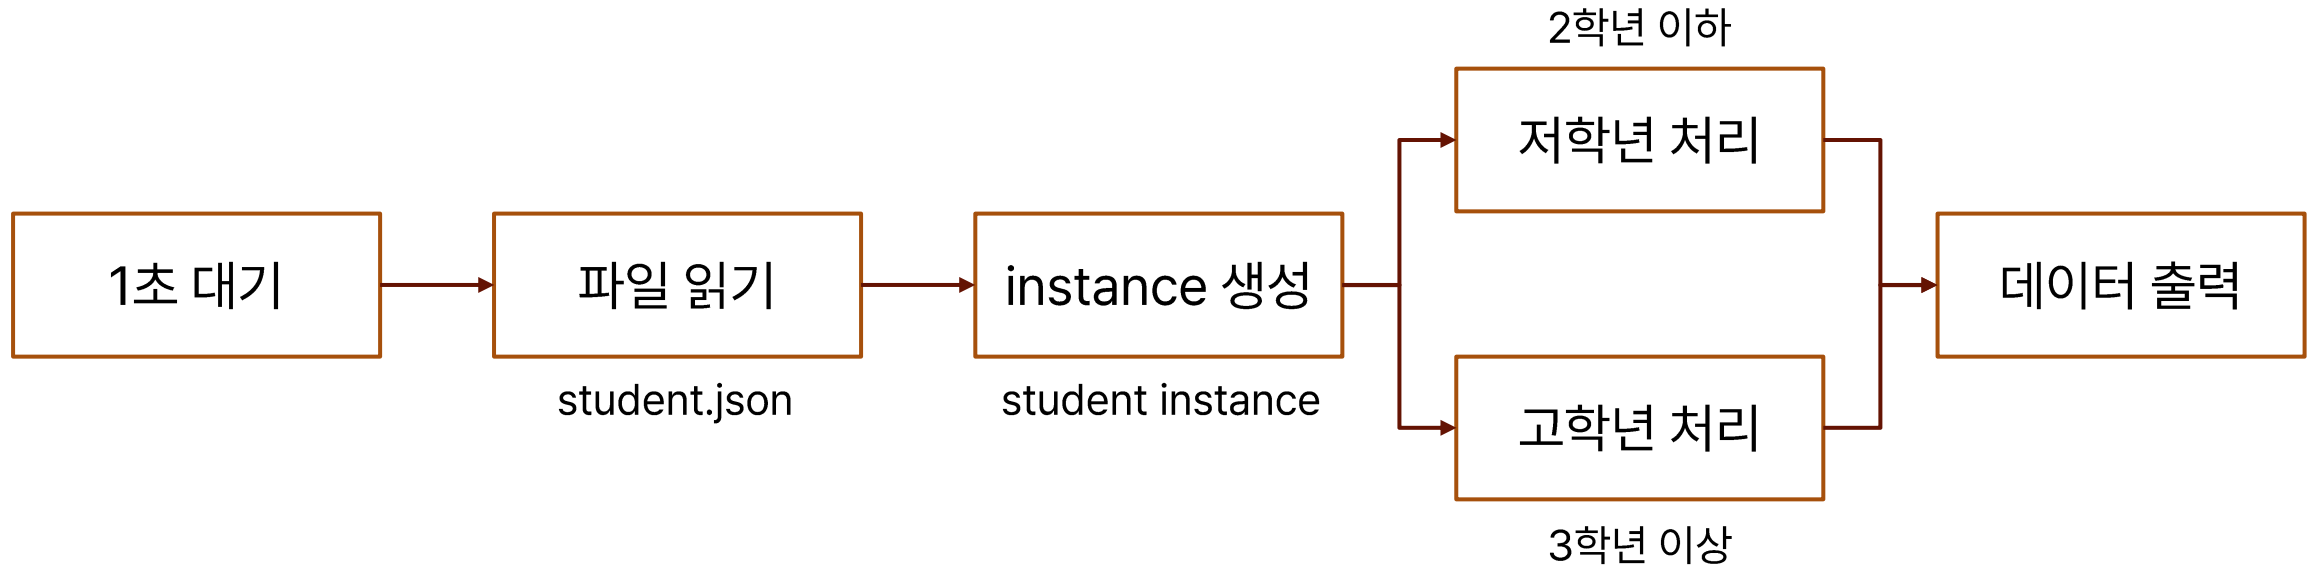 1초 대기
파일 읽기
student.json
instance 생성
student instance
2학년 이하
저학년 처리
고학년 처리
3학년 이상
데이터 출력